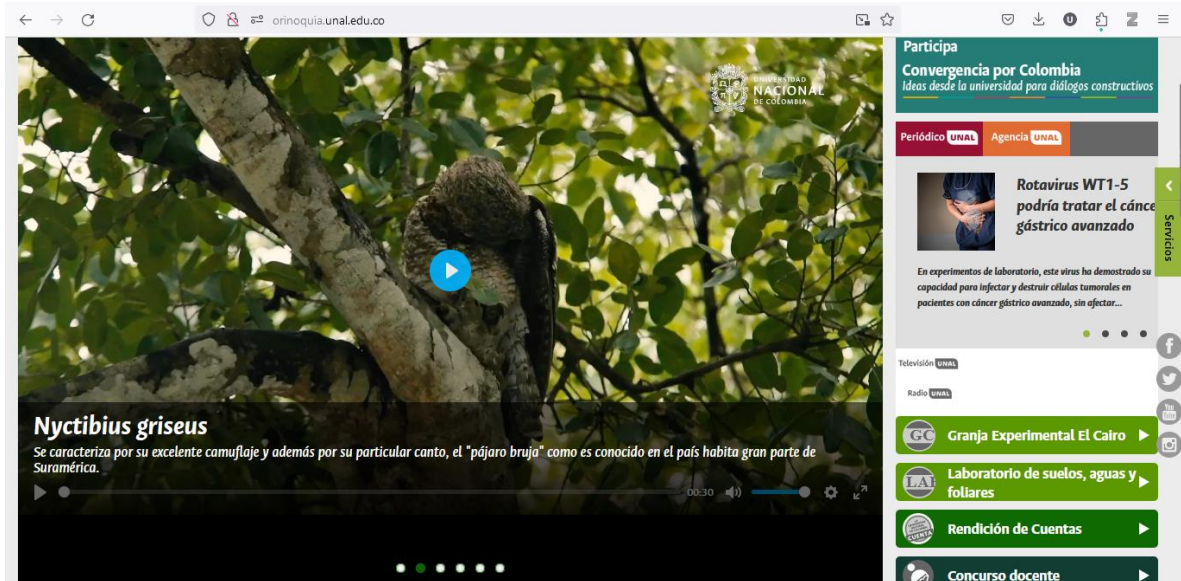 orinoquia.unal.edu.co
UNIVERSIDAD
NACIONAL
DE COLOMBIA
Nyctibius griseus
Se caracteriza por su excelente camuflaje y además por su particular canto, el "pájaro bruja" como es conocido en el país habita gran parte de
Suramérica.
00:30
Participa
Convergencia por Colombia
Ideas desde la universidad para diálogos constructivos
Periódico UNAL
Agencia UNAL
Rotavirus WT1-5
podría tratar el cánce
gástrico avanzado
En experimentos de laboratorio, este virus ha demostrado su
capacidad para infectar y destruir células tumorales en
pacientes con cáncer gástrico avanzado, sin afectar...
Servicios
Televisión UNAL
Radio UNAL
GC
Granja Experimental El Cairo
LAB
Laboratorio de suelos, aguas y
foliares
CUENTA
Rendición de Cuentas
Concurso docente
You
Tube